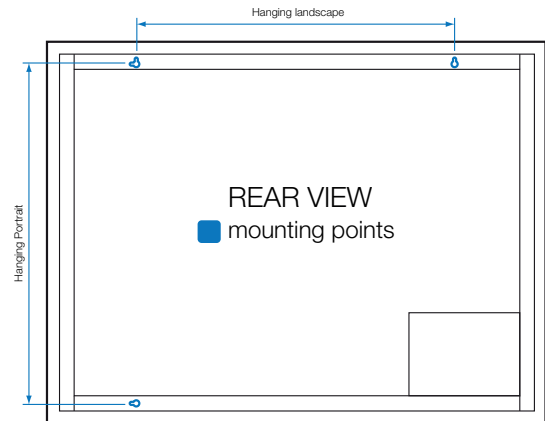 Hanging landscape
Hanging Portrait
REAR VIEW
mounting points